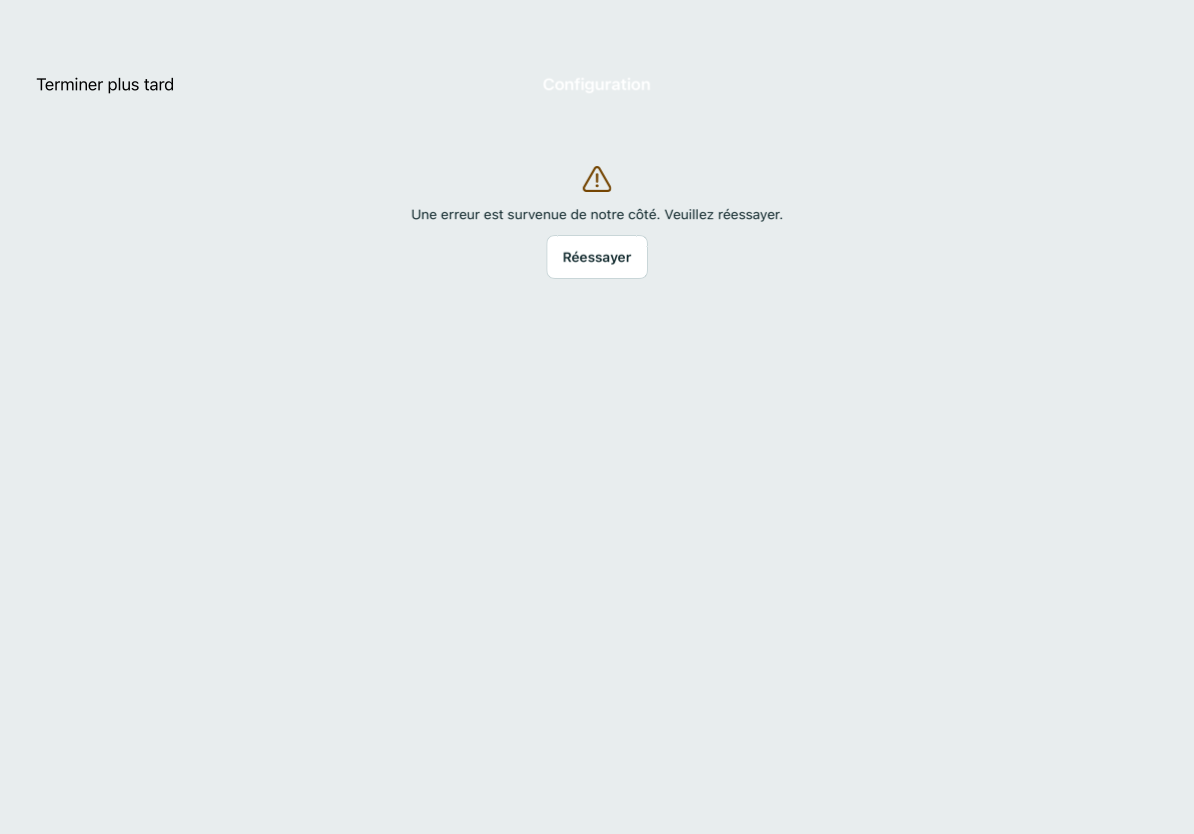 Terminer plus tard
Configuration
Une erreur est survenue de notre côté. Veuillez réessayer.
Réessayer